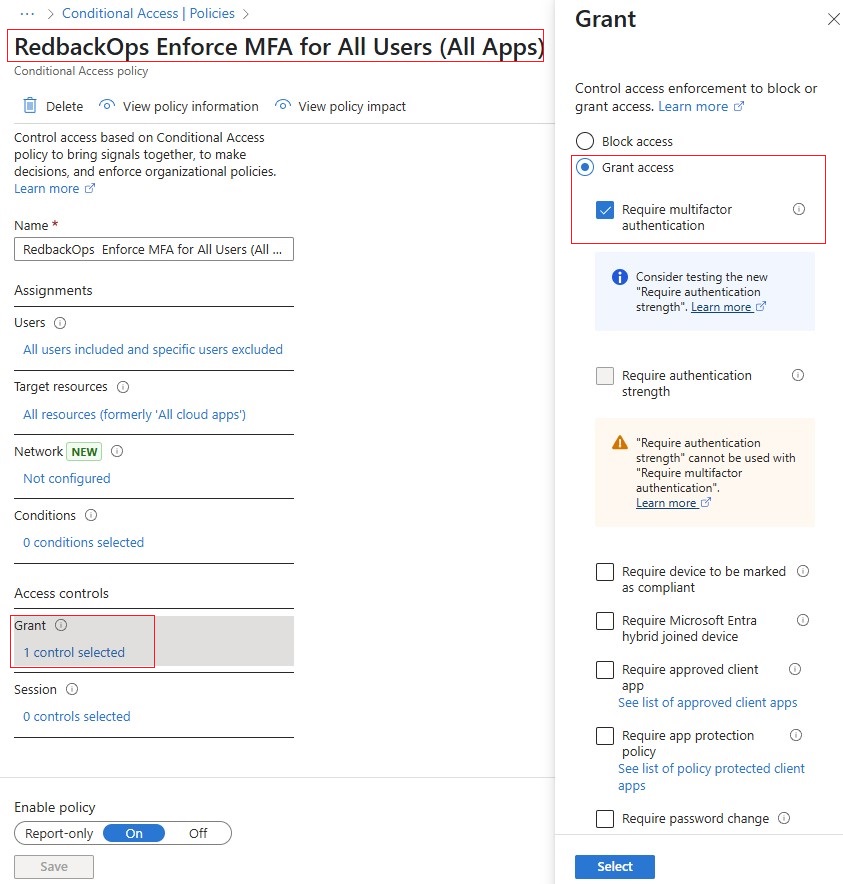 ··· > Conditional Access | Policies >
RedbackOps Enforce MFA for All Users (All Apps)
Conditional Access policy
Delete
View policy information
View policy impact
Control access based on Conditional Access
policy to bring signals together, to make
decisions, and enforce organizational policies.
Learn more
Name *
RedbackOps Enforce MFA for All Users (All ...
Assignments
Users
All users included and specific users excluded
Target resources
All resources (formerly 'All cloud apps')
Network NEW
Not configured
Conditions
0 conditions selected
Access controls
Grant
1 control selected
Session
0 controls selected
Enable policy
Report-only On Off
Save
Grant
Control access enforcement to block or
grant access. Learn more
Block access
Grant access
Require multifactor
authentication
Consider testing the new
"Require authentication
strength". Learn more
Require authentication
strength
"Require authentication
strength" cannot be used with
"Require multifactor
authentication".
Learn more
Require device to be marked
as compliant
Require Microsoft Entra
hybrid joined device
Require approved client
app
See list of approved client apps
Require app protection
policy
See list of policy protected client
apps
Require password change
Select